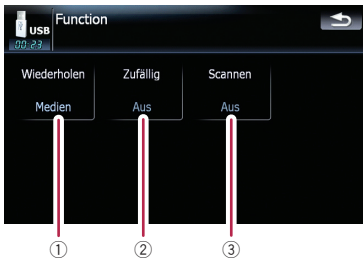 USB
Function
00:23
Wiederholen
Zufällig
Scannen
Medien
Aus
Aus
①
②
③